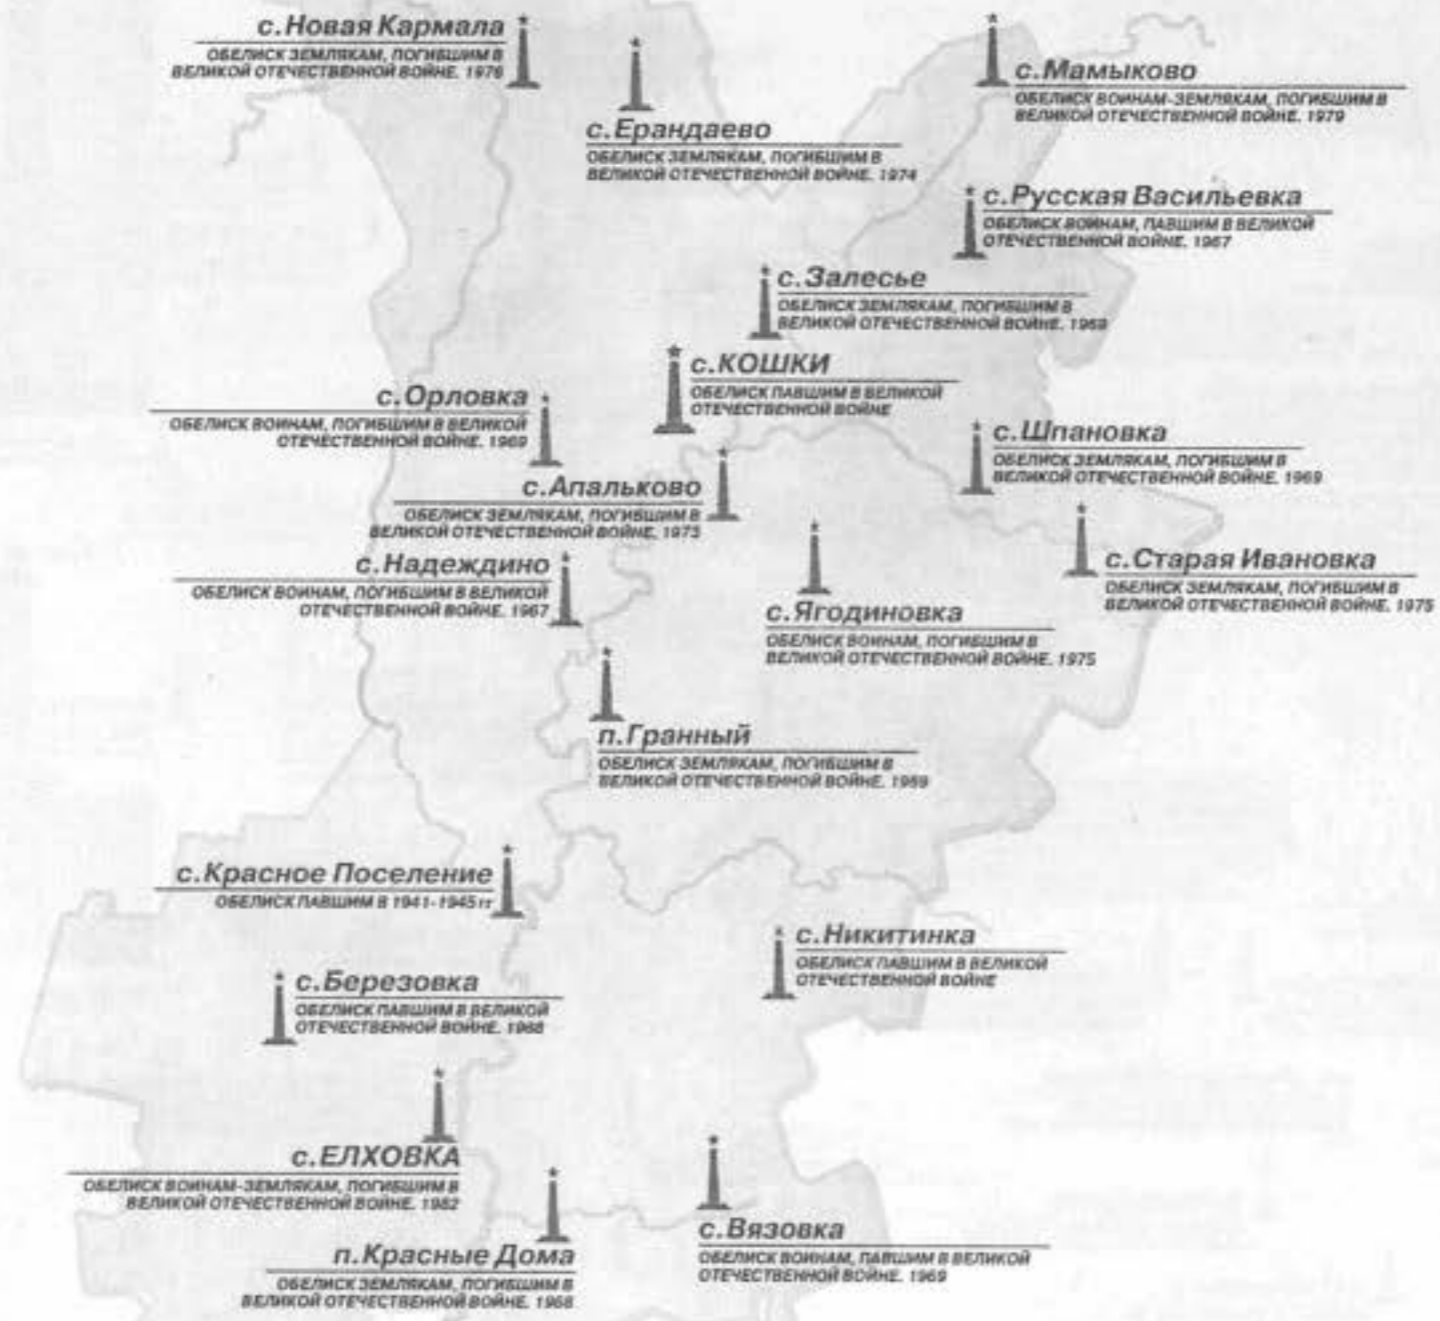 с.Новая Кармала
ОБЕЛИСК ЗЕМЛЯКАМ, ПОГИБШИМ В
ВЕЛИКОЙ ОТЕЧЕСТВЕННОЙ ВОЙНЕ. 1976
с.Ерандаево
ОБЕЛИСК ЗЕМЛЯКАМ, ПОГИБШИМ В
ВЕЛИКОЙ ОТЕЧЕСТВЕННОЙ ВОЙНЕ. 1974
с.Мамыково
ОБЕЛИСК ВОИНАМ-ЗЕМЛЯКАМ, ПОГИБШИМ В
ВЕЛИКОЙ ОТЕЧЕСТВЕННОЙ ВОЙНЕ. 1979
с.Русская Васильевка
ОБЕЛИСК ВОИНАМ, ПАВШИМ В ВЕЛИКОЙ
ОТЕЧЕСТВЕННОЙ ВОЙНЕ. 1967
с.Залесье
ОБЕЛИСК ЗЕМЛЯКАМ, ПОГИБШИМ В
ВЕЛИКОЙ ОТЕЧЕСТВЕННОЙ ВОЙНЕ.
с.КОШКИ
ОБЕЛИСК ПАВШИМ В ВЕЛИКОЙ
ОТЕЧЕСТВЕННОЙ ВОЙНЕ
с.Орловка
ОБЕЛИСК ВОИНАМ, ПОГИБШИМ В ВЕЛИКОЙ
ОТЕЧЕСТВЕННОЙ ВОЙНЕ. 1969
с.Шпановка
ОБЕЛИСК ЗЕМЛЯКАМ, ПОГИБШИМ В
ВЕЛИКОЙ ОТЕЧЕСТВЕННОЙ ВОЙНЕ. 1969
с.Апальково
ОБЕЛИСК ЗЕМЛЯКАМ, ПОГИБШИМ В
ВЕЛИКОЙ ОТЕЧЕСТВЕННОЙ ВОЙНЕ.
с.Надеждино
ОБЕЛИСК ВОИНАМ, ПОГИБШИМ В ВЕЛИКОЙ
ОТЕЧЕСТВЕННОЙ ВОЙНЕ. 1967
с.Старая Ивановка
ОБЕЛИСК ЗЕМЛЯКАМ, ПОГИБШИМ В
ВЕЛИКОЙ ОТЕЧЕСТВЕННОЙ ВОЙНЕ. 1975
с.Ягодиновка
ОБЕЛИСК ВОИНАМ, ПОГИБШИМ В
ВЕЛИКОЙ ОТЕЧЕСТВЕННОЙ ВОЙНЕ. 1975
п.Гранный
ОБЕЛИСК ЗЕМЛЯКАМ, ПОГИБШИМ В
ВЕЛИКОЙ ОТЕЧЕСТВЕННОЙ ВОЙНЕ. 1969
с.Красное Поселение
ОБЕЛИСК ПАВШИМ В 1941-1945 гг
с.Никитинка
ОБЕЛИСК ПАВШИМ В ВЕЛИКОЙ
ОТЕЧЕСТВЕННОЙ ВОЙНЕ
с.Березовка
ОБЕЛИСК ПАВШИМ В ВЕЛИКОЙ
ОТЕЧЕСТВЕННОЙ ВОЙНЕ. 1968
с.ЕЛХОВКА
ОБЕЛИСК ВОИНАМ-ЗЕМЛЯКАМ, ПОГИБШИМ В
ВЕЛИКОЙ ОТЕЧЕСТВЕННОЙ ВОЙНЕ. 1982
с.Вязовка
ОБЕЛИСК ВОИНАМ, ПАВШИМ В ВЕЛИКОЙ
ОТЕЧЕСТВЕННОЙ ВОЙНЕ. 1969
п.Красные Дома
ОБЕЛИСК ЗЕМЛЯКАМ, ПОГИБШИМ В
ВЕЛИКОЙ ОТЕЧЕСТВЕННОЙ ВОЙНЕ. 1968